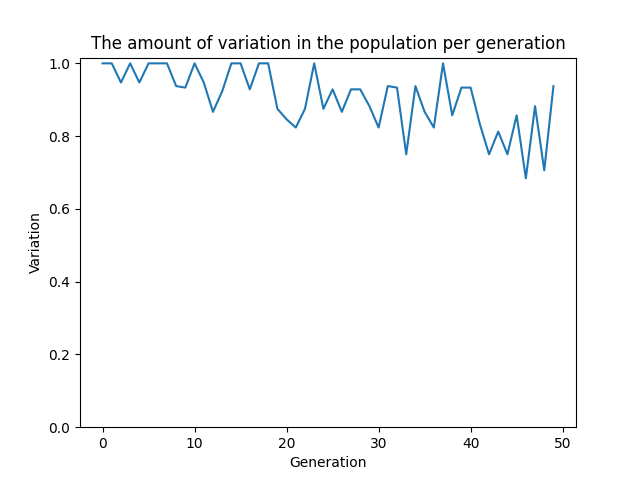 The amount of variation in the population per generation
1.0
0.8
0.6
0.4
0.2
0.0
Variation
0 10 20 30 40 50
Generation